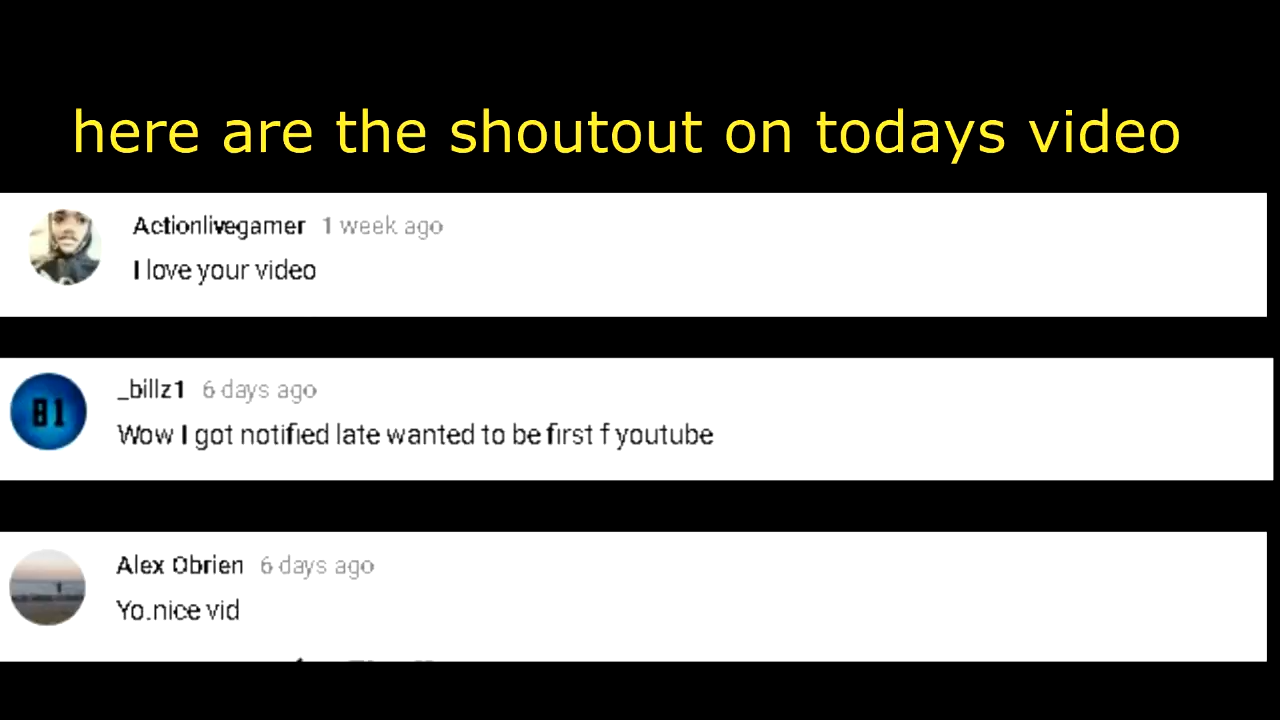 here are the shoutout on todays video
Actionlivegamer 1 week ago
I love your video
81
_billz1 6 days ago
Wow I got notified late wanted to be first f youtube
Alex Obrien 6 days ago
Yo.nice vid